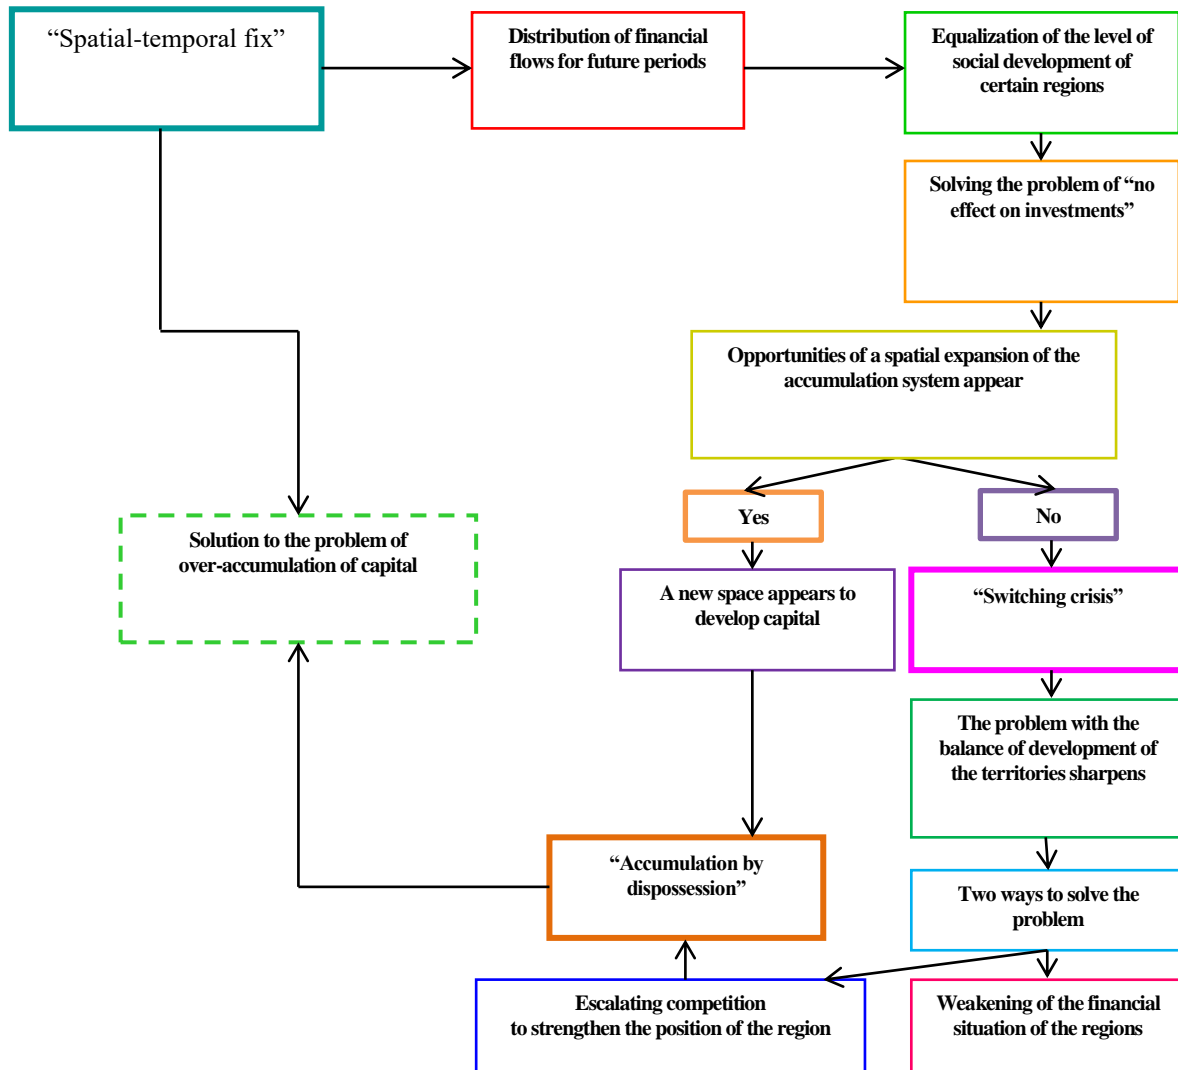 “Spatial-temporal fix”
Distribution of financial
flows for future periods
Equalization of the level of
social development of
certain regions
Solving the problem of “no
effect on investments”
Opportunities of a spatial expansion of the
accumulation system appear
Yes
No
Solution to the problem of
over-accumulation of capital
A new space appears to
develop capital
“Switching crisis”
The problem with the
balance of development of
the territories sharpens
“Accumulation by
dispossession”
Two ways to solve the
problem
Escalating competition
to strengthen the position of the region
Weakening of the financial
situation of the regions